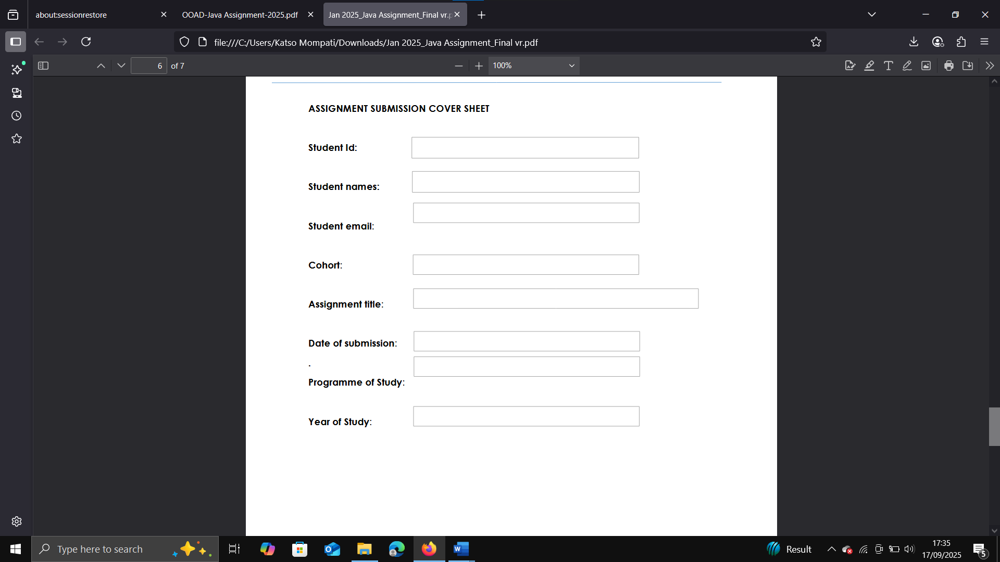 about:sessionrestore
OOAD-Java Assignment-2025.pdf
Jan 2025_Java Assignment_Final vr.p
file:///C:/Users/Katso Mompati/Downloads/Jan 2025_Java Assignment_Final vr.pdf
6 of 7
100%
ASSIGNMENT SUBMISSION COVER SHEET
Student Id:
Student names:
Student email:
Cohort:
Assignment title:
Date of submission:
.
Programme of Study:
Year of Study:
Type here to search
Result
17:35
17/09/2025
5